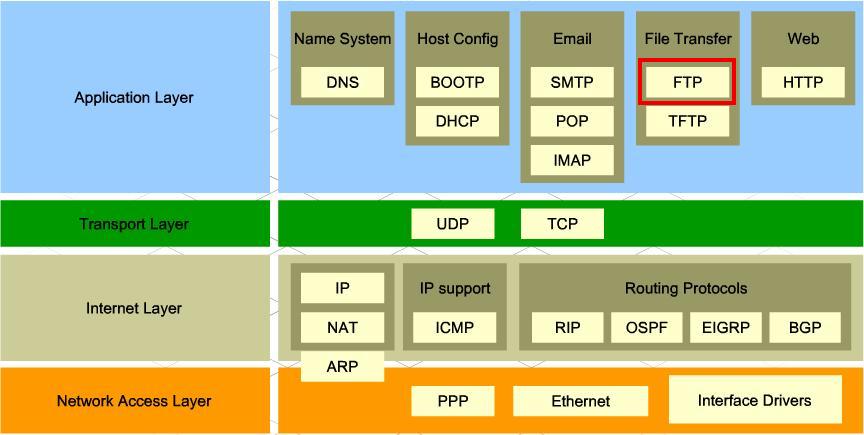 Application Layer
Name System
DNS
Host Config
BOOTP
DHCP
Email
SMTP
POP
IMAP
File Transfer
FTP
TFTP
Web
HTTP
Transport Layer
UDP
TCP
Internet Layer
IP
NAT
ARP
IP support
ICMP
Routing Protocols
RIP
OSPF
EIGRP
BGP
Network Access Layer
PPP
Ethernet
Interface Drivers